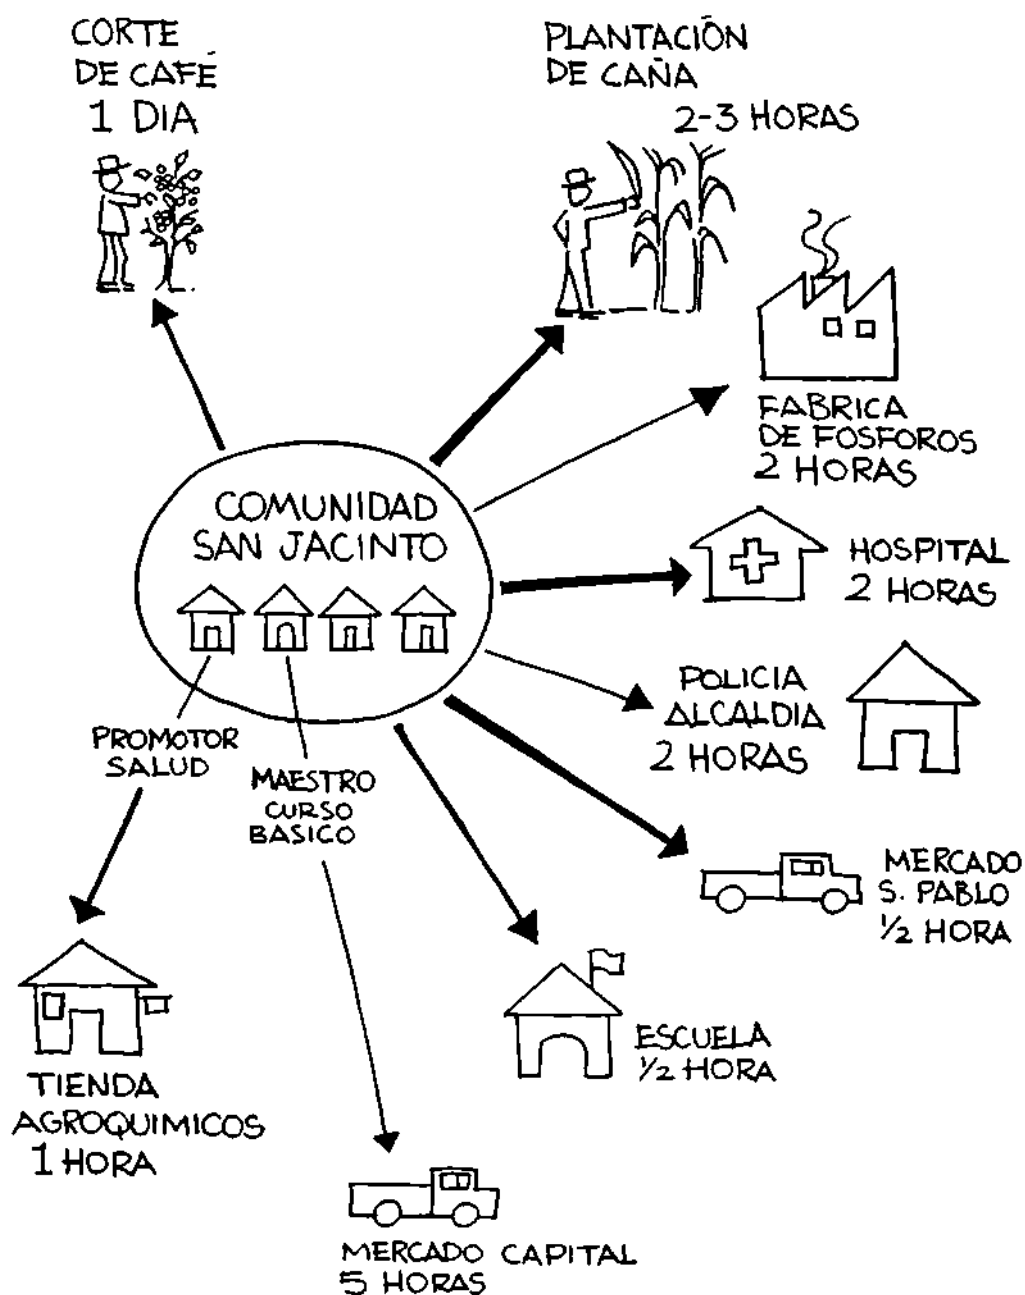 CORTE
DE CAFÉ
1 DIA
PLANTACIÓN
DE CAÑA
2-3 HORAS
FABRICA
DE FOSFOROS
2 HORAS
COMUNIDAD
SAN JACINTO
HOSPITAL
2 HORAS
POLICIA
ALCALDIA
2 HORAS
PROMOTOR
SALUD
MAESTRO
CURSO
BASICO
MERCADO
S. PABLO
1/2 HORA
ESCUELA
1/2 HORA
TIENDA
AGROQUIMICOS
1 HORA
MERCADO CAPITAL
5 HORAS